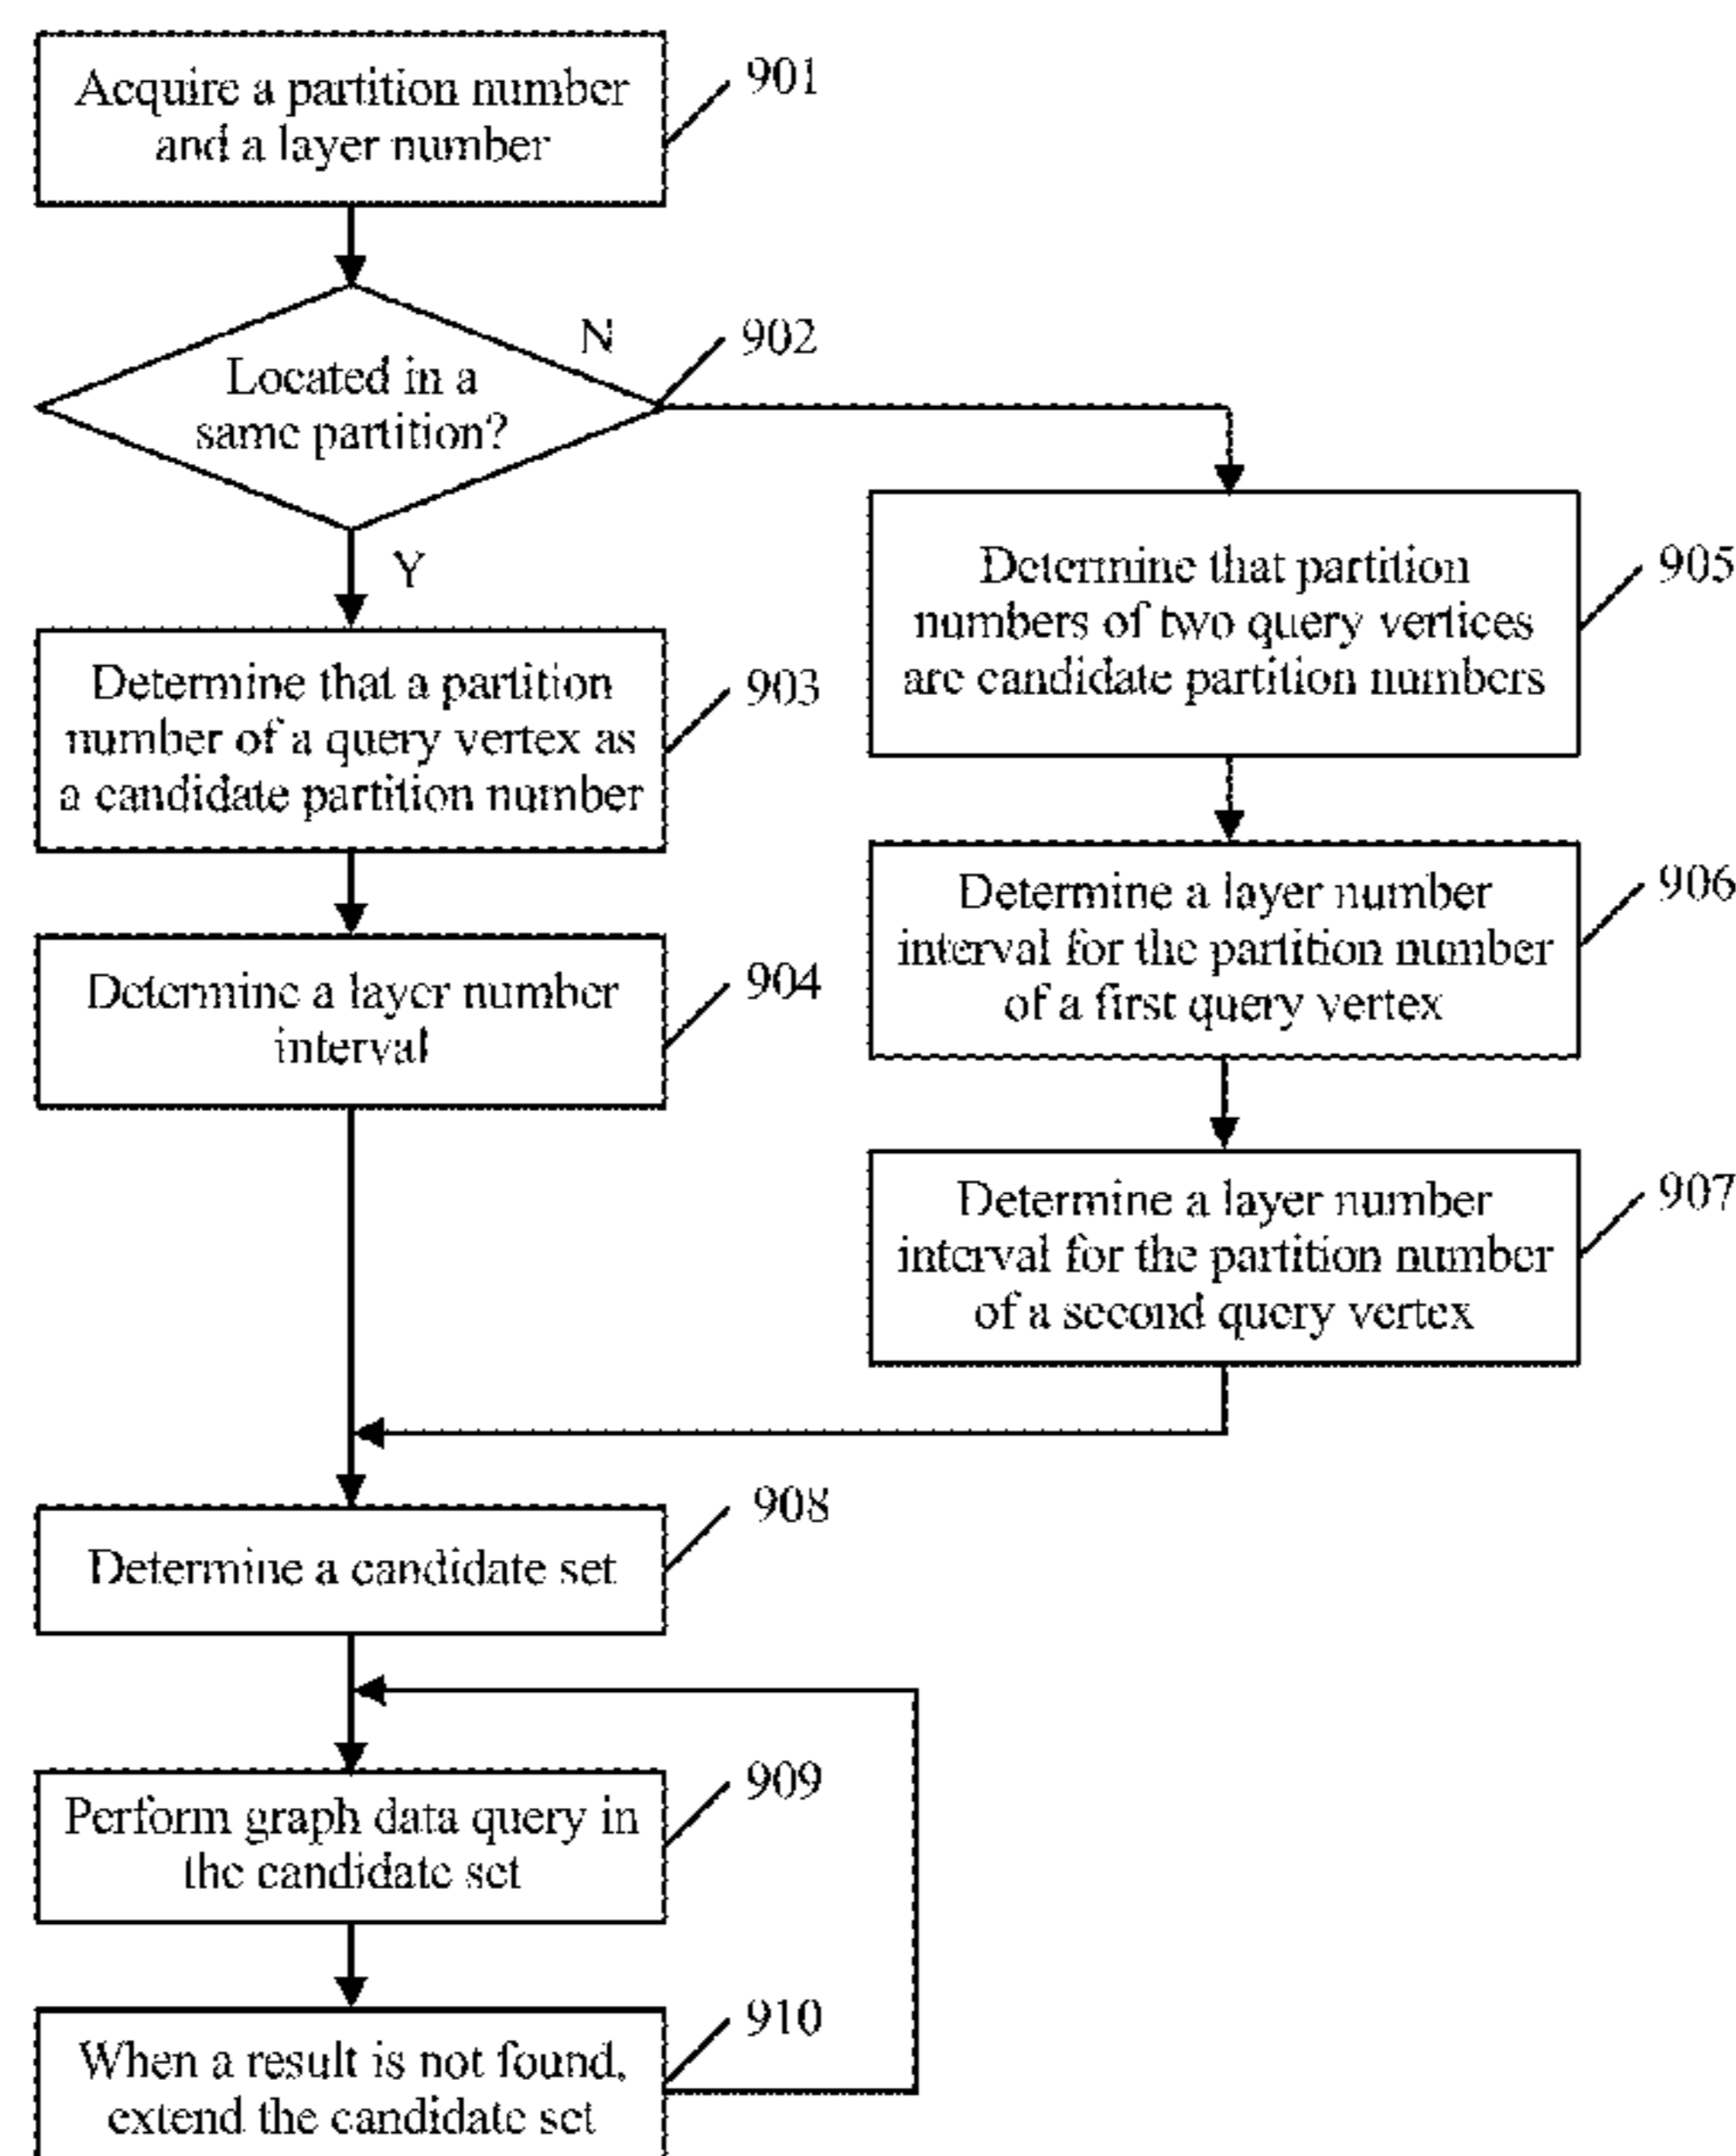 Acquire a partition number
and a layer number
901
Located in a
same partition?
N
902
Y
Determine that a partition
number of a query vertex as
a candidate partition number
903
Determine a layer number
interval
904
Determine that partition
numbers of two query vertices
are candidate partition numbers
905
Determine a layer number
interval for the partition number
of a first query vertex
906
Determine a layer number
interval for the partition number
of a second query vertex
907
Determine a candidate set
908
Perform graph data query in
the candidate set
909
When a result is not found,
extend the candidate set
910